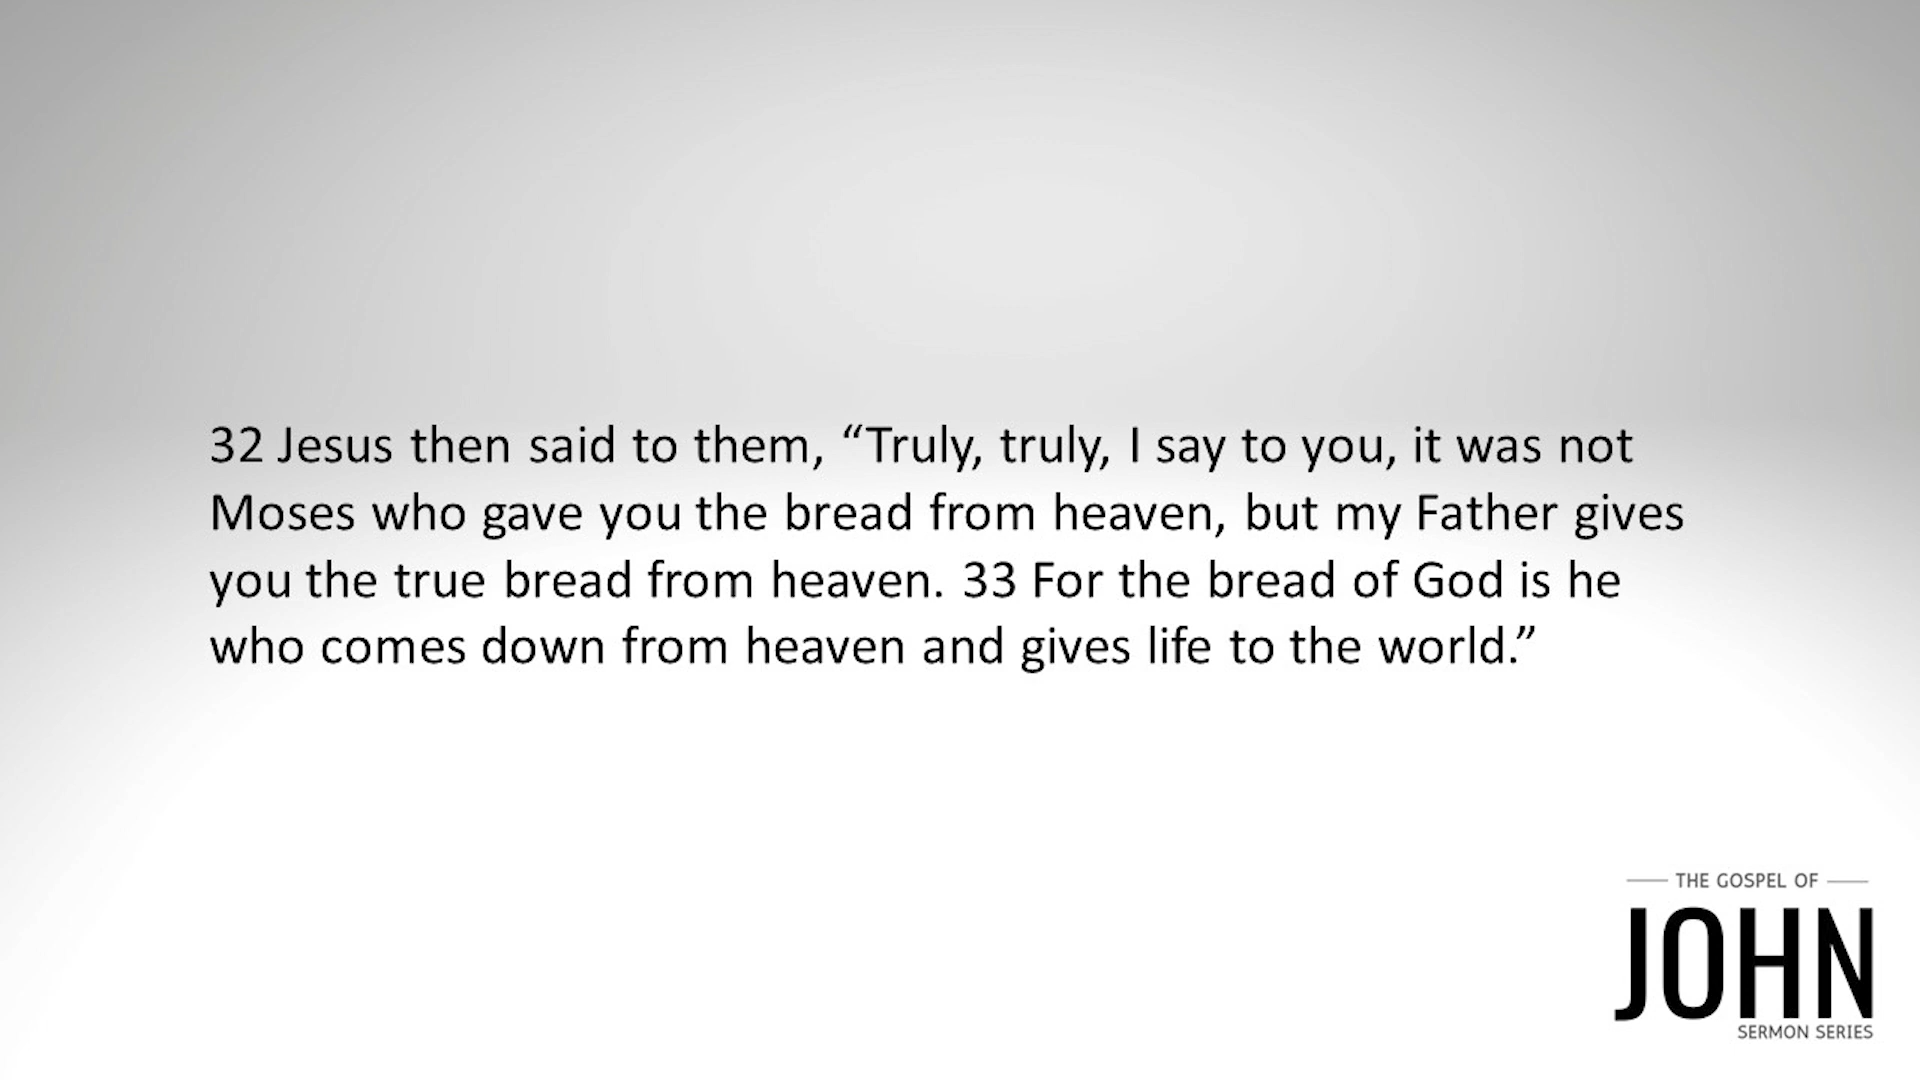 32 Jesus then said to them, “Truly, truly, I say to you, it was not
Moses who gave you the bread from heaven, but my Father gives
you the true bread from heaven. 33 For the bread of God is he
who comes down from heaven and gives life to the world.”
THE GOSPEL OF
JOHN
SERMON SERIES